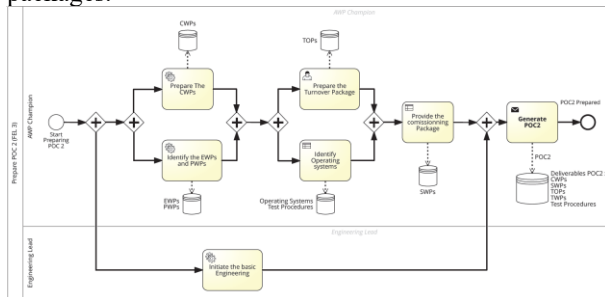 packages.
AWP Champion
CWPs
TOPs
Prepare The
CWPs
Prepare the
Turnover Package
Start
Preparing
POC 2
Provide the
comissionning
Package
Generate
POC2
POC2 Prepared
Identify the EWPs
and PWPs
Identify
Operating
systems
POC2
EWPs
PWPs
Operating Systems
Test Procedures
SWPs
Deliverables POC2 :
CWPs
SWPs
TOPs
TWPs
Test Procedures
Prepare POC 2 (FEL 3)
AWP Champion
Engineering Lead
Initiate the basic
Engineering
Engineering Lead